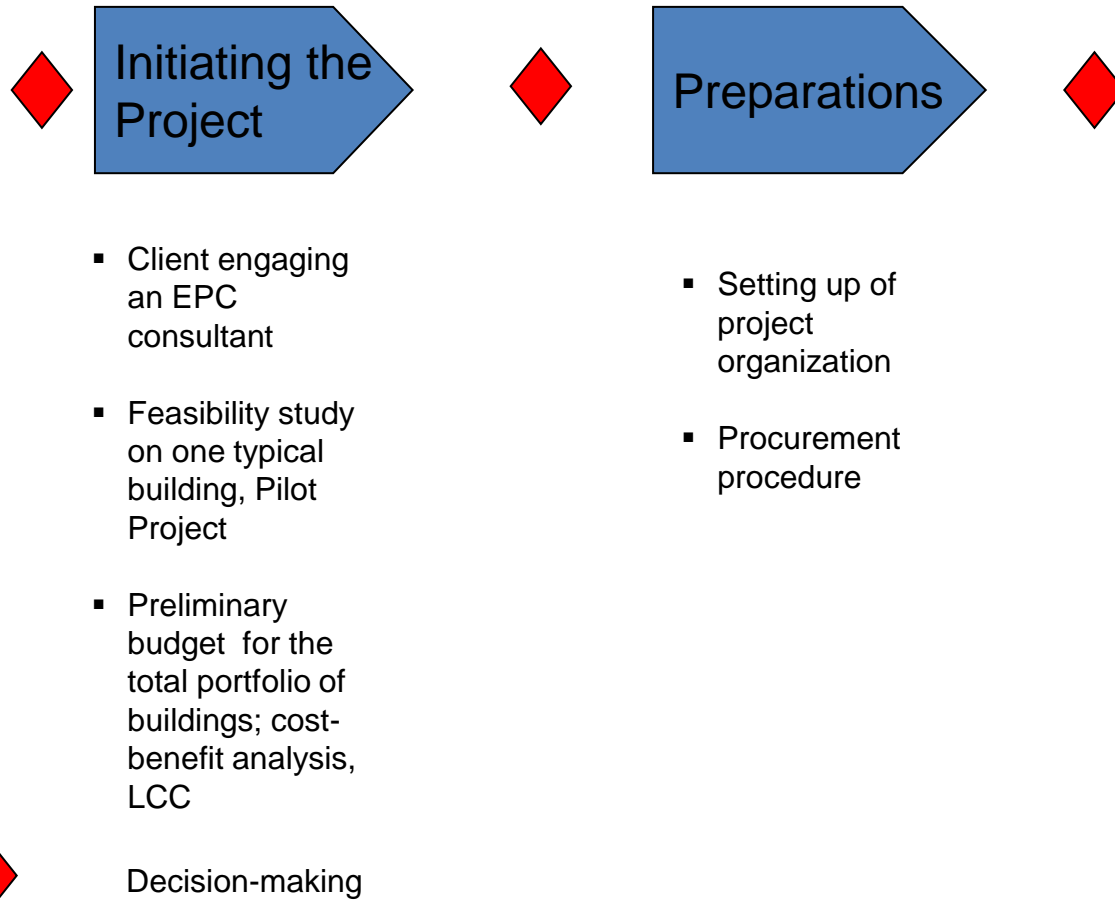 Initiating the
Project
Preparations
▪ Client engaging
an EPC
consultant
▪ Feasibility study
on one typical
building, Pilot
Project
▪ Preliminary
budget for the
total portfolio of
buildings; cost-
benefit analysis,
LCC
▪ Setting up of
project
organization
▪ Procurement
procedure
Decision-making